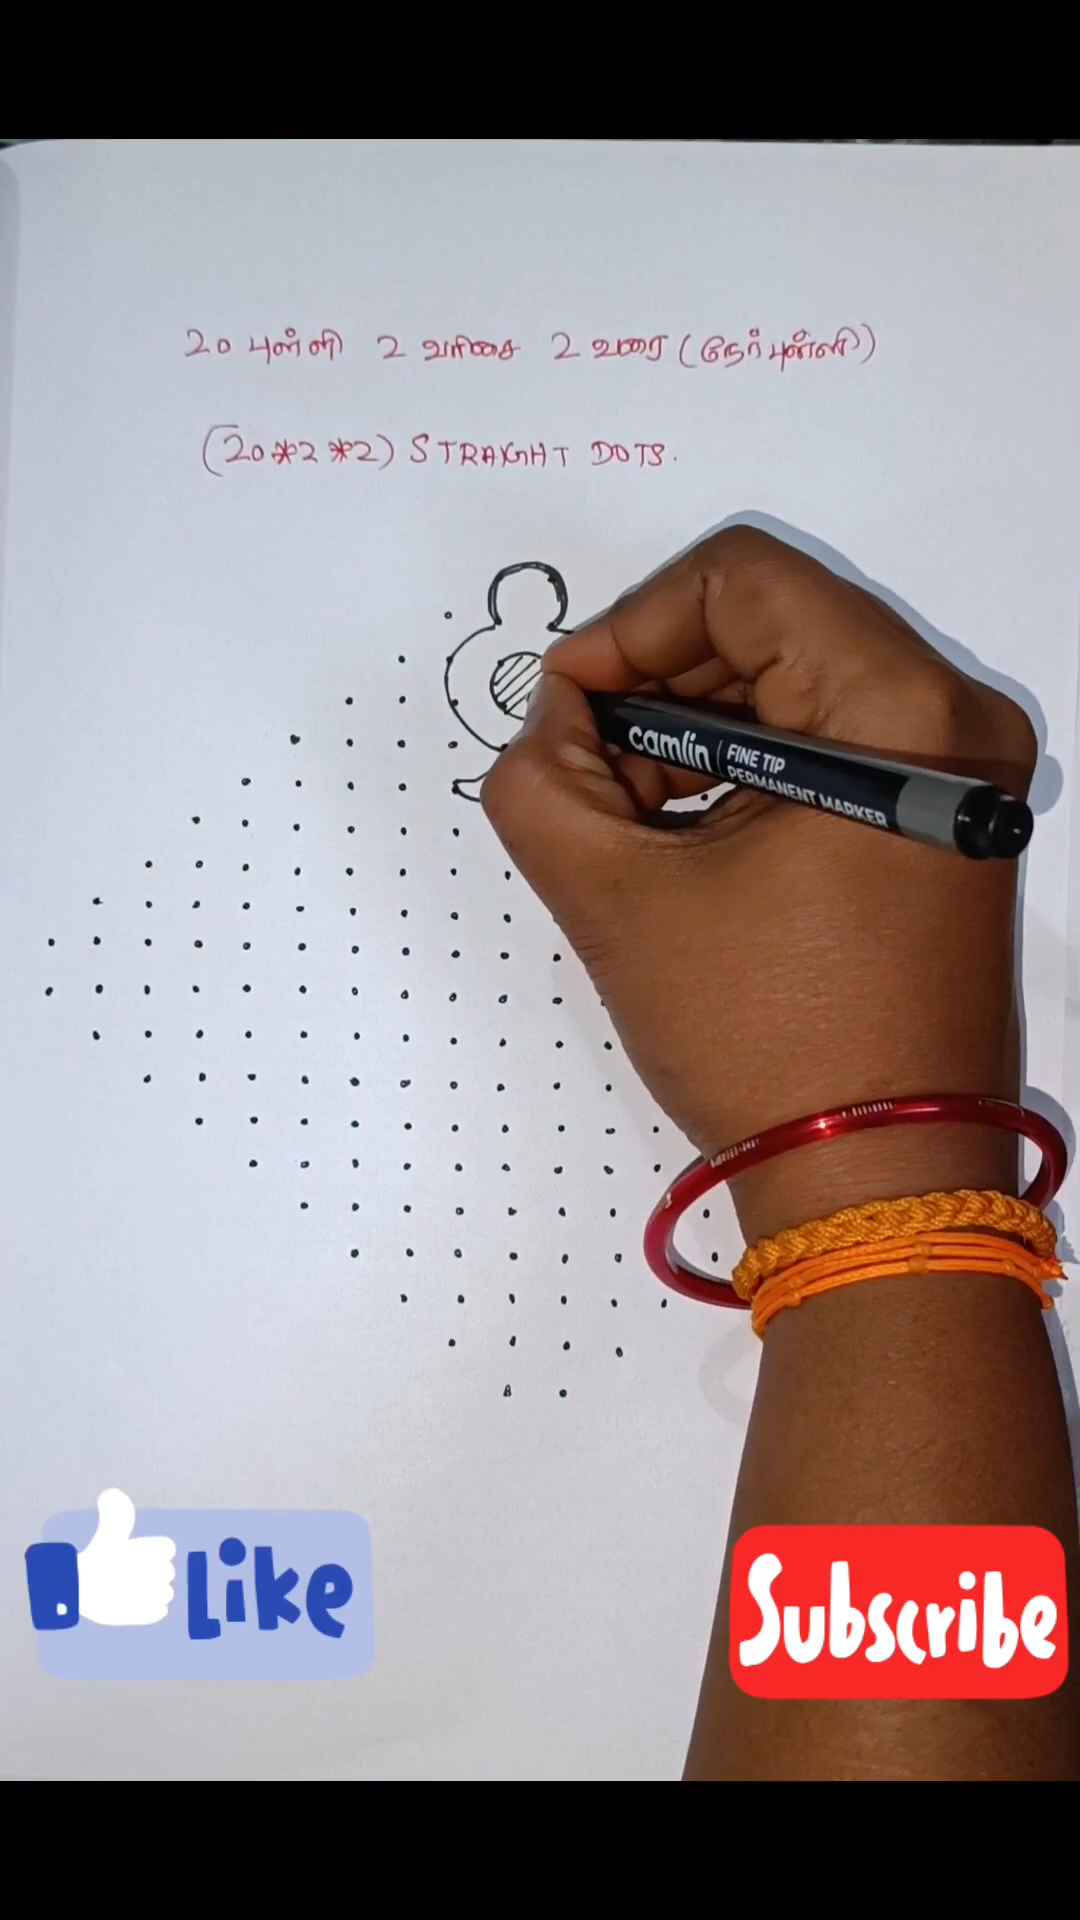 20 புள்ளி 2 வரிசை 2 வரை (நேர்புள்ளி)
(20*2*2) STRAIGHT DOTS.
camlin FINE TIP
PERMANENT MARKER
Like
Subscribe